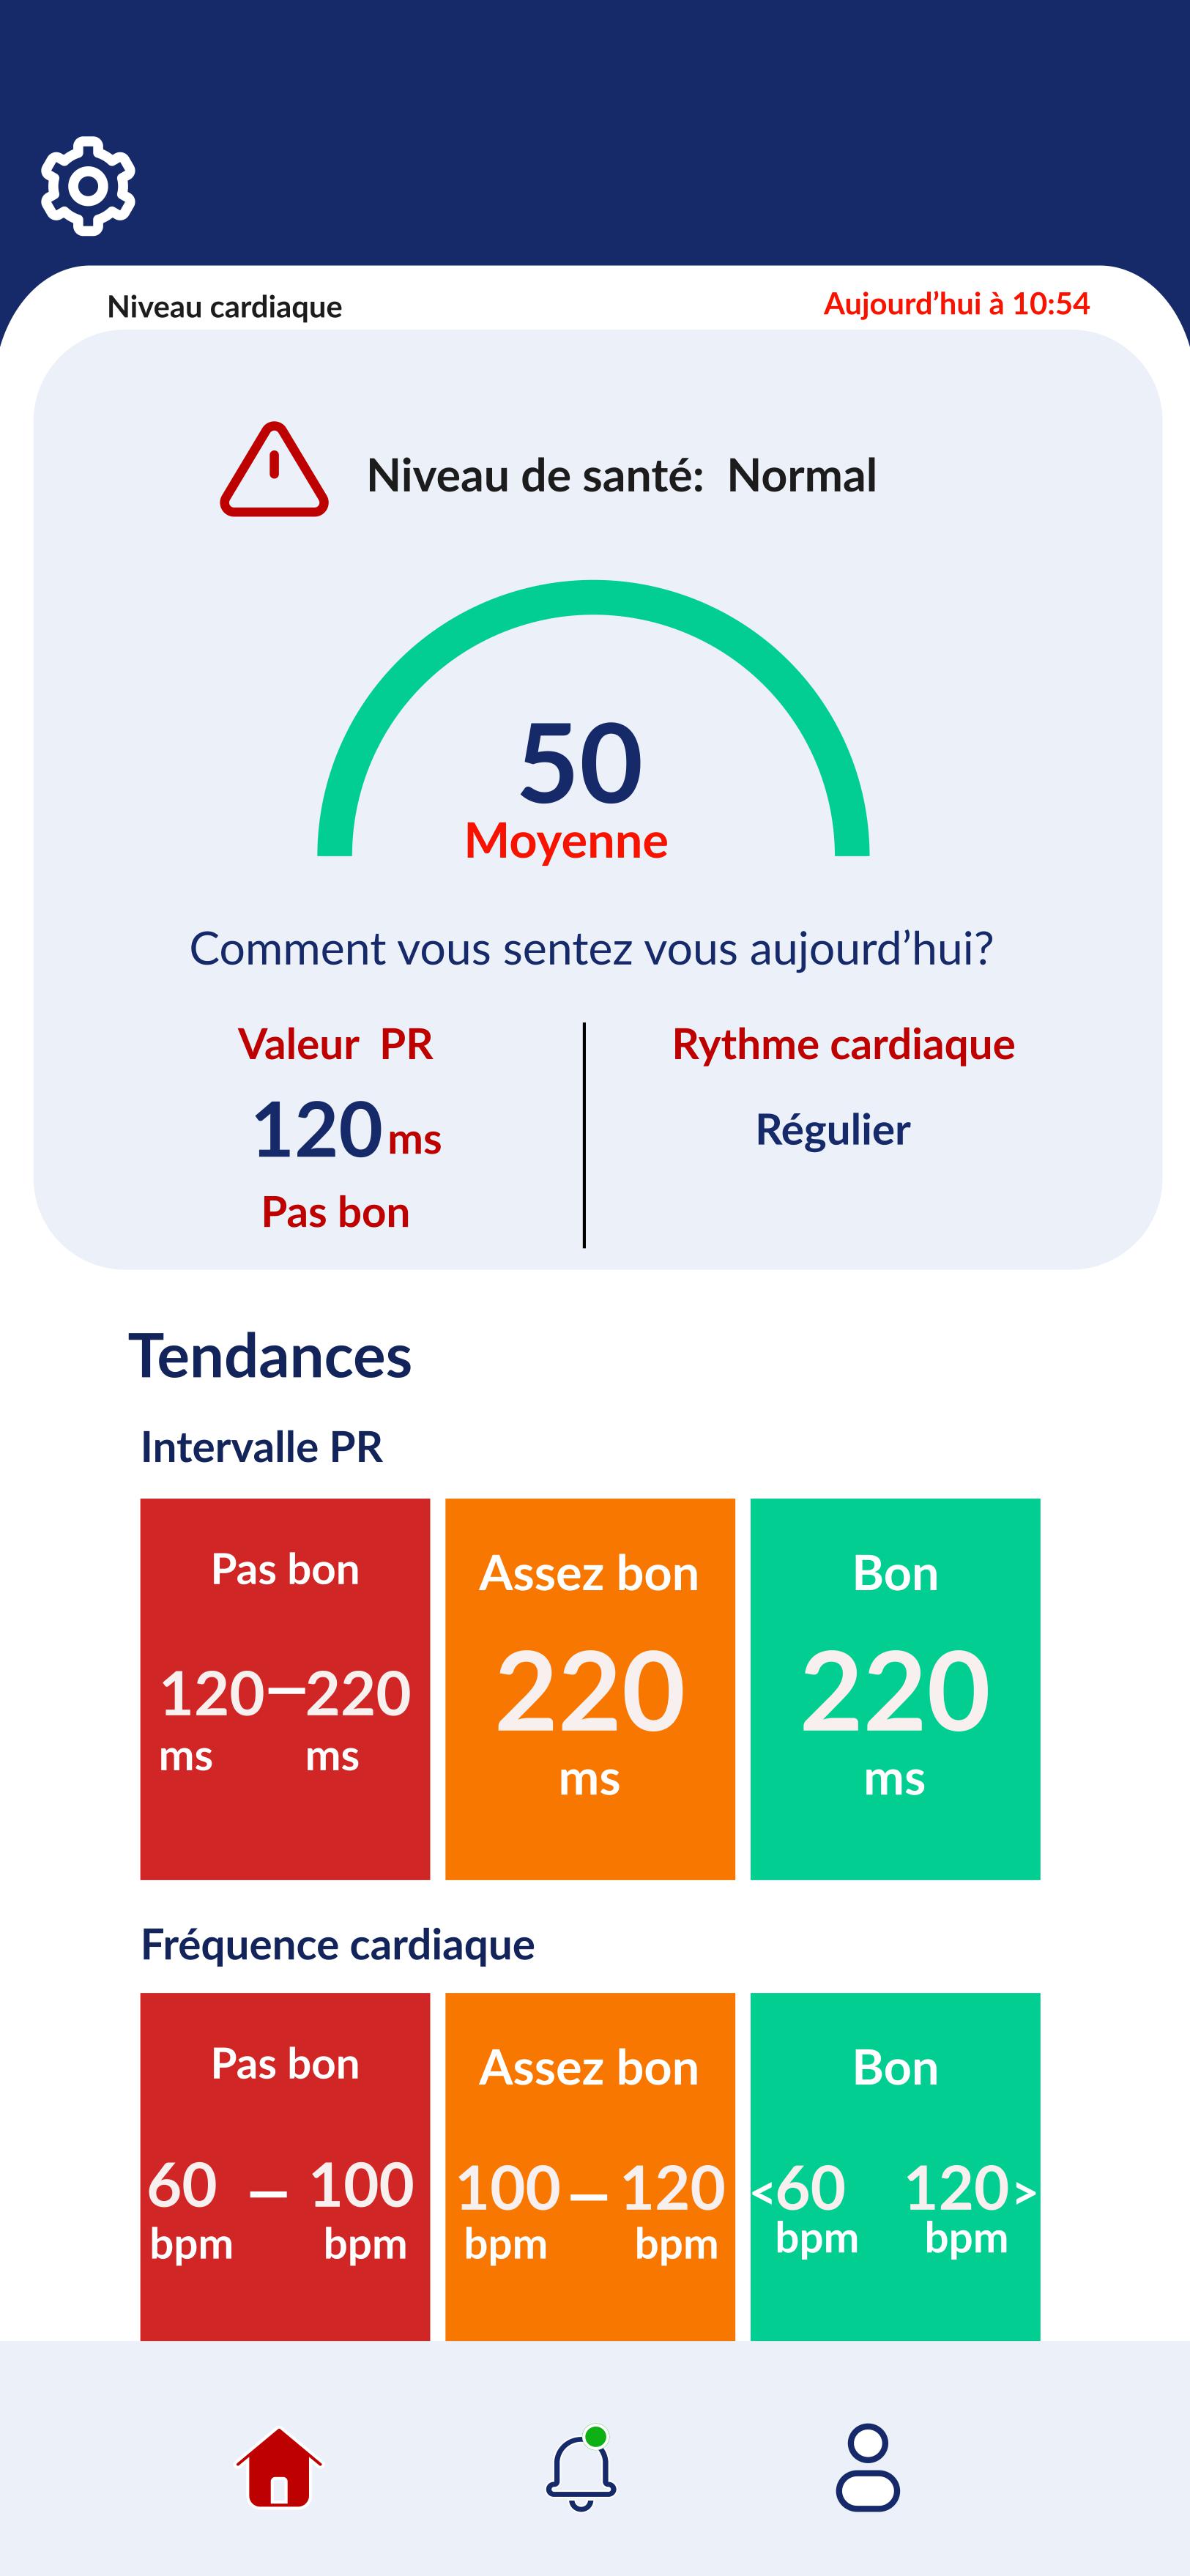 Niveau cardiaque
Aujourd’hui à 10:54
Niveau de santé: Normal
50
Moyenne
Comment vous sentez vous aujourd’hui?
Valeur PR
120 ms
Pas bon
Rythme cardiaque
Régulier
Tendances
Intervalle PR
Pas bon
120–220
ms ms
Assez bon
220
ms
Bon
220
ms
Fréquence cardiaque
Pas bon
60 – 100
bpm bpm
Assez bon
100 – 120
bpm bpm
Bon
<60 120>
bpm bpm